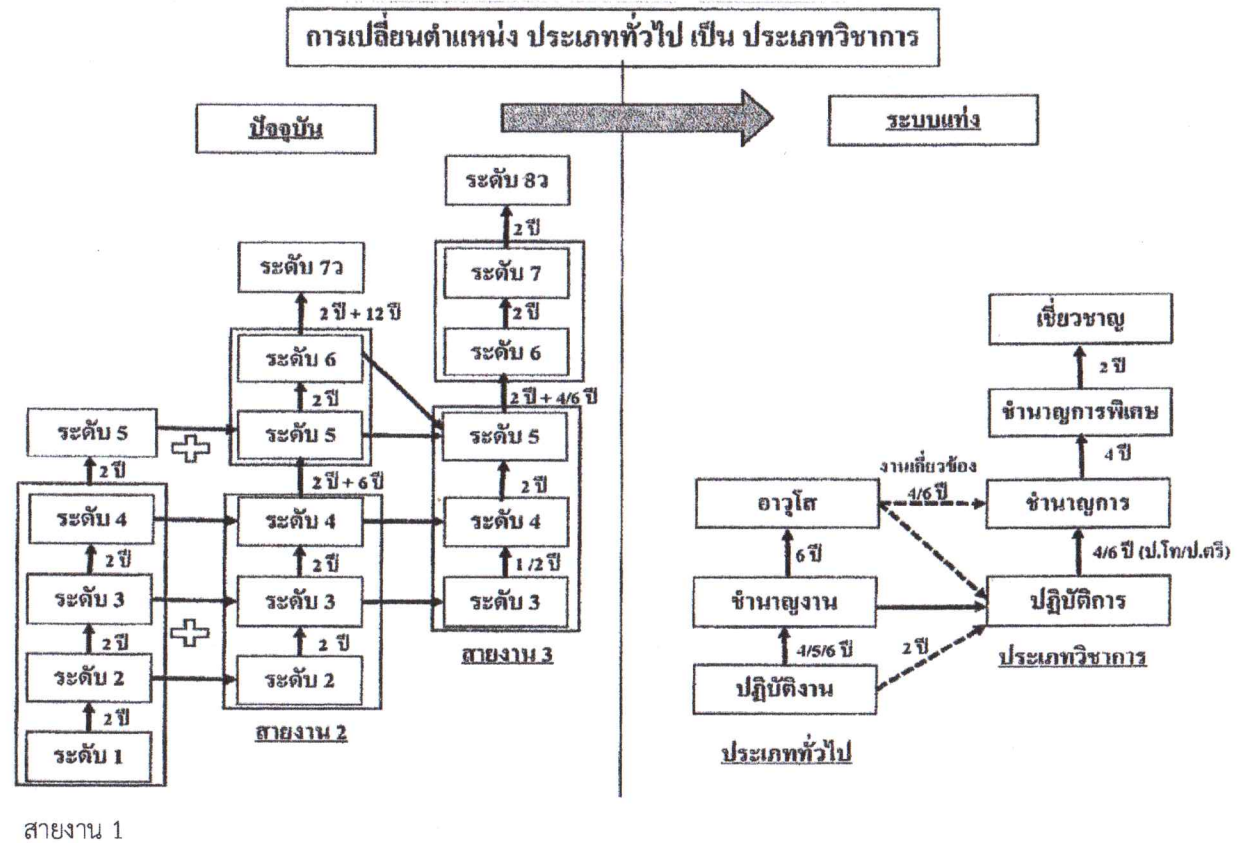 การเปลี่ยนตำแหน่ง ประเภททั่วไป เป็น ประเภทวิชาการ
ปัจจุบัน
ระบบแท่ง
ระดับ 5
2 ปี
ระดับ 4
2 ปี
ระดับ 3
2 ปี
ระดับ 2
2 ปี
ระดับ 1
สายงาน 1
ระดับ 7ว
2 ปี + 12 ปี
ระดับ 6
2 ปี
ระดับ 5
2 ปี + 6 ปี
ระดับ 4
2 ปี
ระดับ 3
2 ปี
ระดับ 2
สายงาน 2
ระดับ 8ว
2 ปี
ระดับ 7
2 ปี
ระดับ 6
2 ปี + 4/6 ปี
ระดับ 5
2 ปี
ระดับ 4
1 /2 ปี
ระดับ 3
สายงาน 3
อาวุโส
6 ปี
ชำนาญงาน
4/5/6 ปี
ปฏิบัติงาน
ประเภททั่วไป
งานเกี่ยวข้อง
4/6 ปี
2 ปี
เชี่ยวชาญ
2 ปี
ชำนาญการพิเศษ
4 ปี
ชำนาญการ
4/6 ปี (ป.โท/ป.ตรี)
ปฏิบัติการ
ประเภทวิชาการ